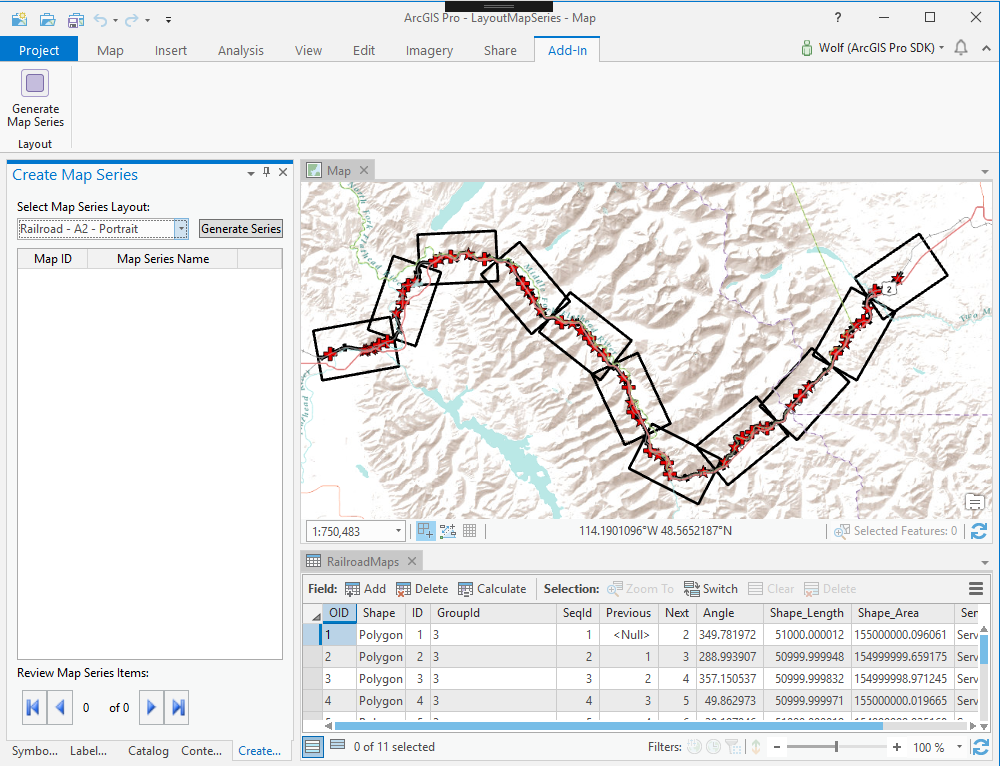 ArcGIS Pro - LayoutMapSeries - Map
?
Project Map Insert Analysis View Edit Imagery Share Add-In
Wolf (ArcGIS Pro SDK)
Generate
Map Series
Layout
Create Map Series
Select Map Series Layout:
Railroad - A2 - Portrait Generate Series
Map ID Map Series Name
Review Map Series Items:
0 of 0
Symbo... Label... Catalog Conte... Create...
Map
North Fork Flathead
Middle Fork
2
1:750,483 114.1901096°W 48.5652187°N Selected Features: 0
RailroadMaps
Field: Add Delete Calculate Selection: Zoom To Switch Clear Delete
OID Shape ID GroupId SeqId Previous Next Angle Shape_Length Shape_Area Ser
1 Polygon 1 3 1 <Null> 2 349.781972 51000.000012 155000000.096061 Serv
2 Polygon 2 3 2 1 3 288.993907 50999.999948 154999999.659175 Serv
3 Polygon 3 3 3 2 4 357.150537 50999.999832 154999998.971245 Serv
4 Polygon 4 3 4 3 5 49.862973 50999.999971 155000000.019665 Serv
0 of 11 selected Filters: - + 100 %